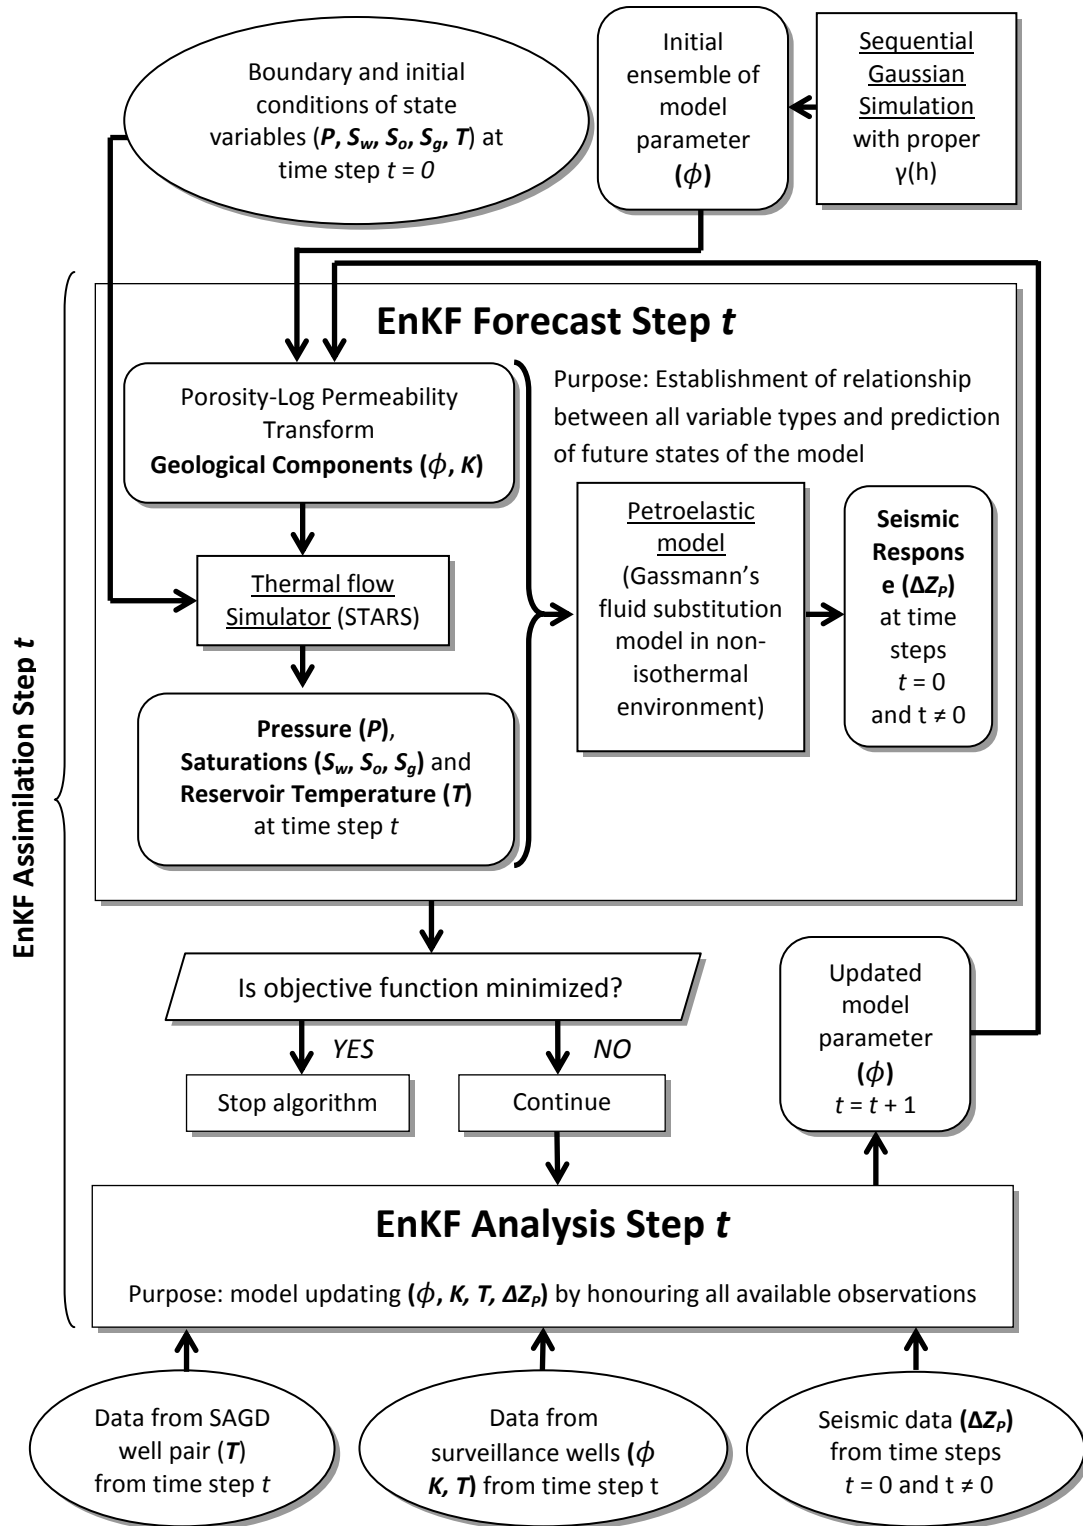 Boundary and initial
conditions of state
variables (P, Sw, So, Sg, T) at
time step t = 0
Initial
ensemble of
model
parameter
(ϕ)
Sequential
Gaussian
Simulation
with proper
γ(h)
EnKF Assimilation Step t
EnKF Forecast Step t
Porosity-Log Permeability
Transform
Geological Components (ϕ, K)
Purpose: Establishment of relationship
between all variable types and prediction
of future states of the model
Thermal flow
Simulator (STARS)
Pressure (P),
Saturations (Sw, So, Sg) and
Reservoir Temperature (T)
at time step t
Petroelastic
model
(Gassmann's
fluid substitution
model in non-
isothermal
environment)
Seismic
Respons
e (ΔZP)
at time
steps
t = 0
and t ≠ 0
Is objective function minimized?
YES
NO
Stop algorithm
Continue
Updated
model
parameter
(ϕ)
t = t + 1
EnKF Analysis Step t
Purpose: model updating (ϕ, K, T, ΔZP) by honouring all available observations
Data from SAGD
well pair (T)
from time step t
Data from
surveillance wells (ϕ
K, T) from time step t
Seismic data (ΔZP)
from time steps
t = 0 and t ≠ 0